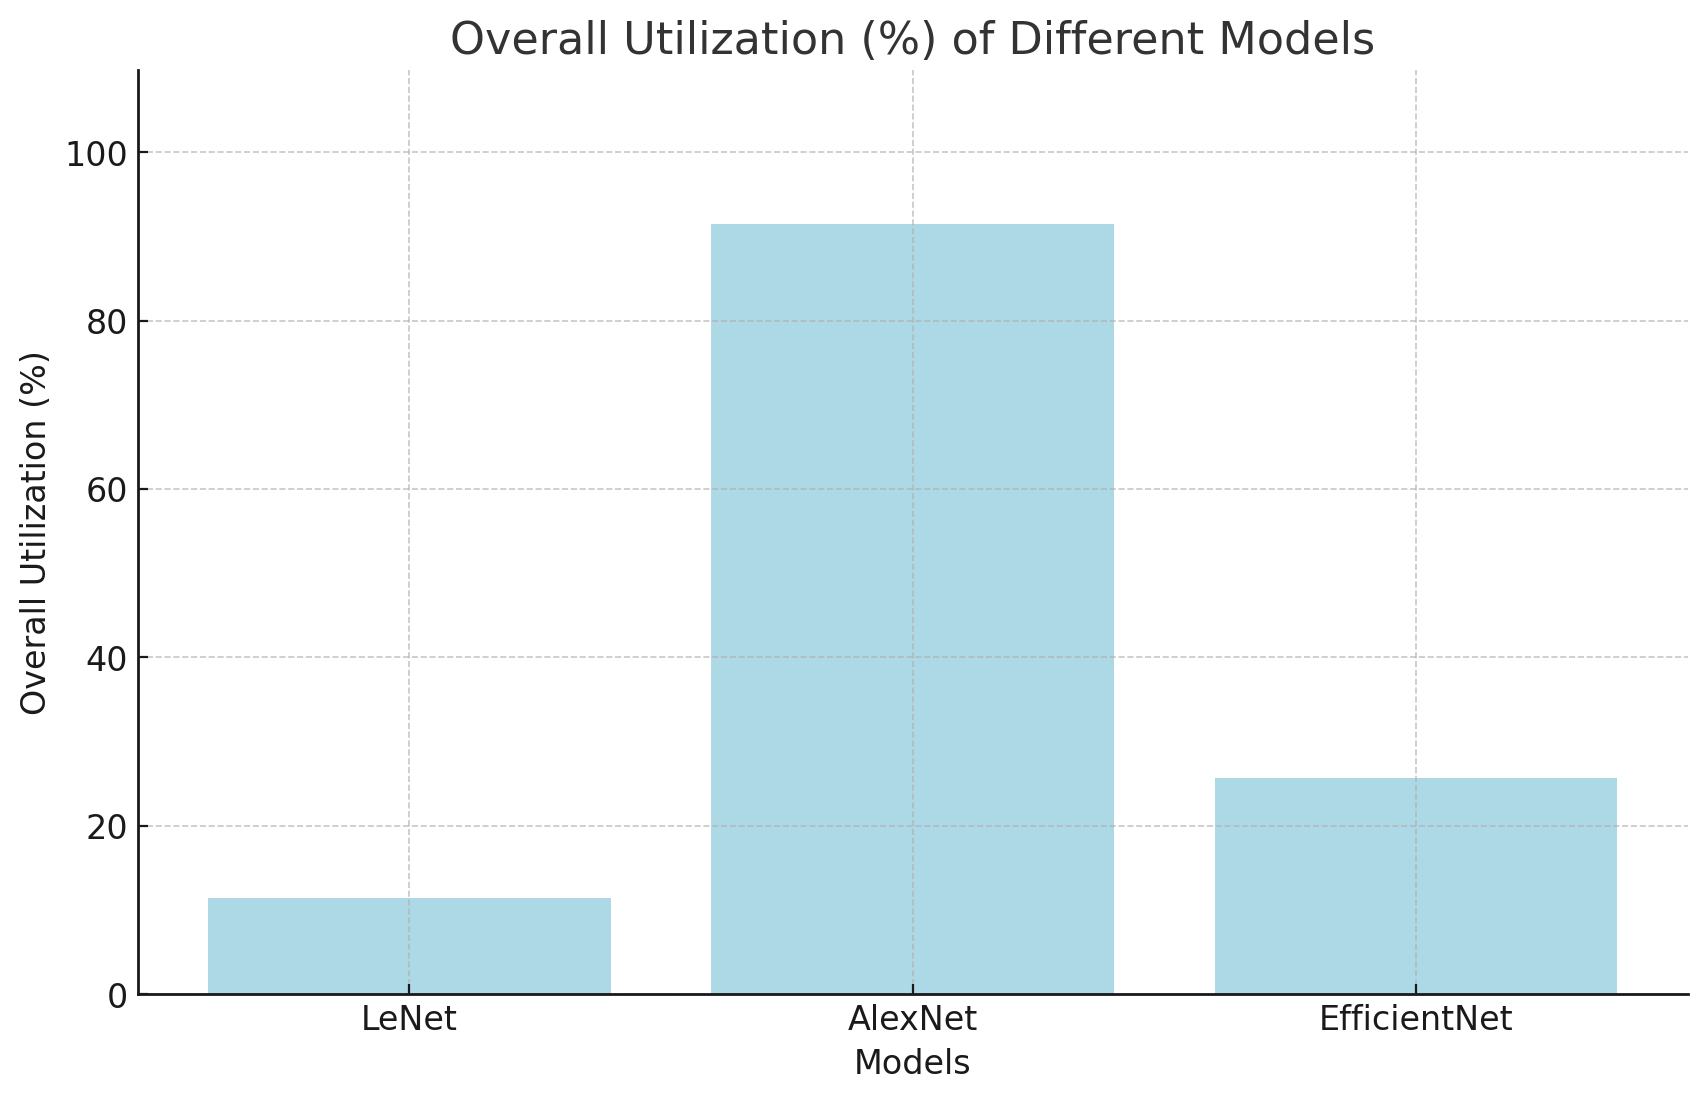 Overall Utilization (%) of Different Models
Overall Utilization (%)
100
80
60
40
20
0
LeNet
AlexNet
EfficientNet
Models